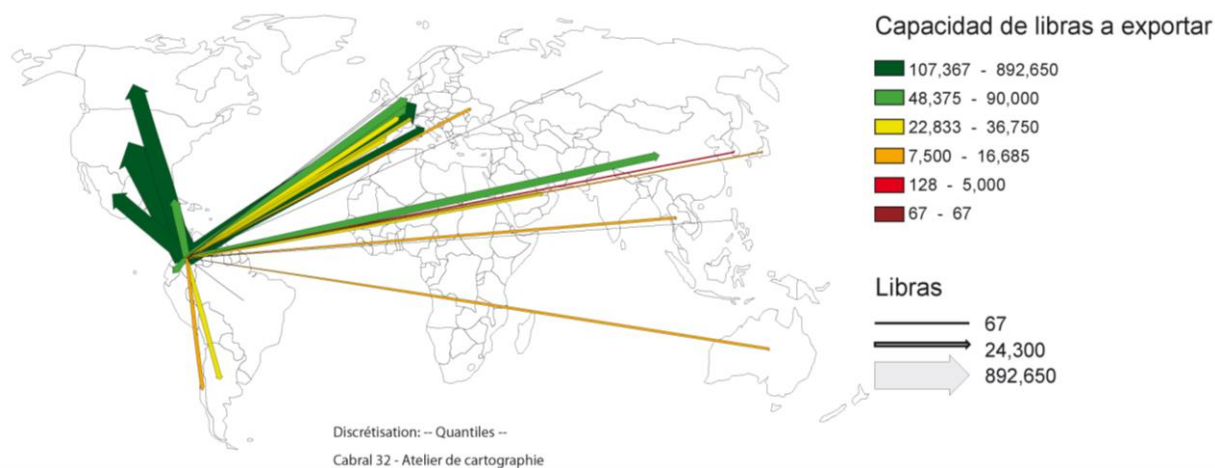 Capacidad de libras a exportar
107,367 - 892,650
48,375 - 90,000
22,833 - 36,750
7,500 - 16,685
128 - 5,000
67 - 67
Libras
67
24,300
892,650
Discrétisation: -- Quantiles --
Cabral 32 - Atelier de cartographie